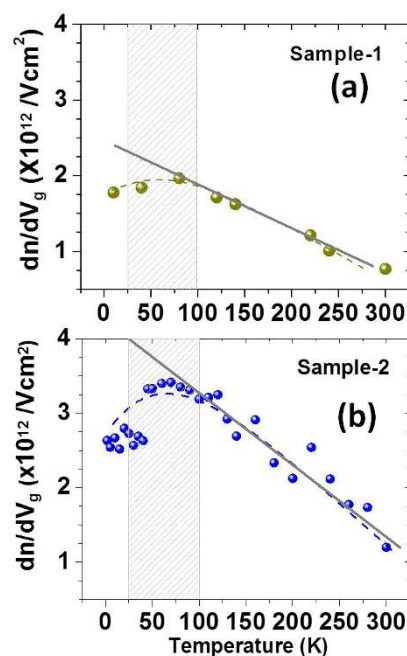 4
Sample-1
(a)
3
2
1
dn/dVg (X10¹² /Vcm²)
0 50 100 150 200 250 300
Temperature (K)
4
Sample-2
(b)
3
2
1
dn/dVg (x10¹² /Vcm²)
0 50 100 150 200 250 300
Temperature (K)